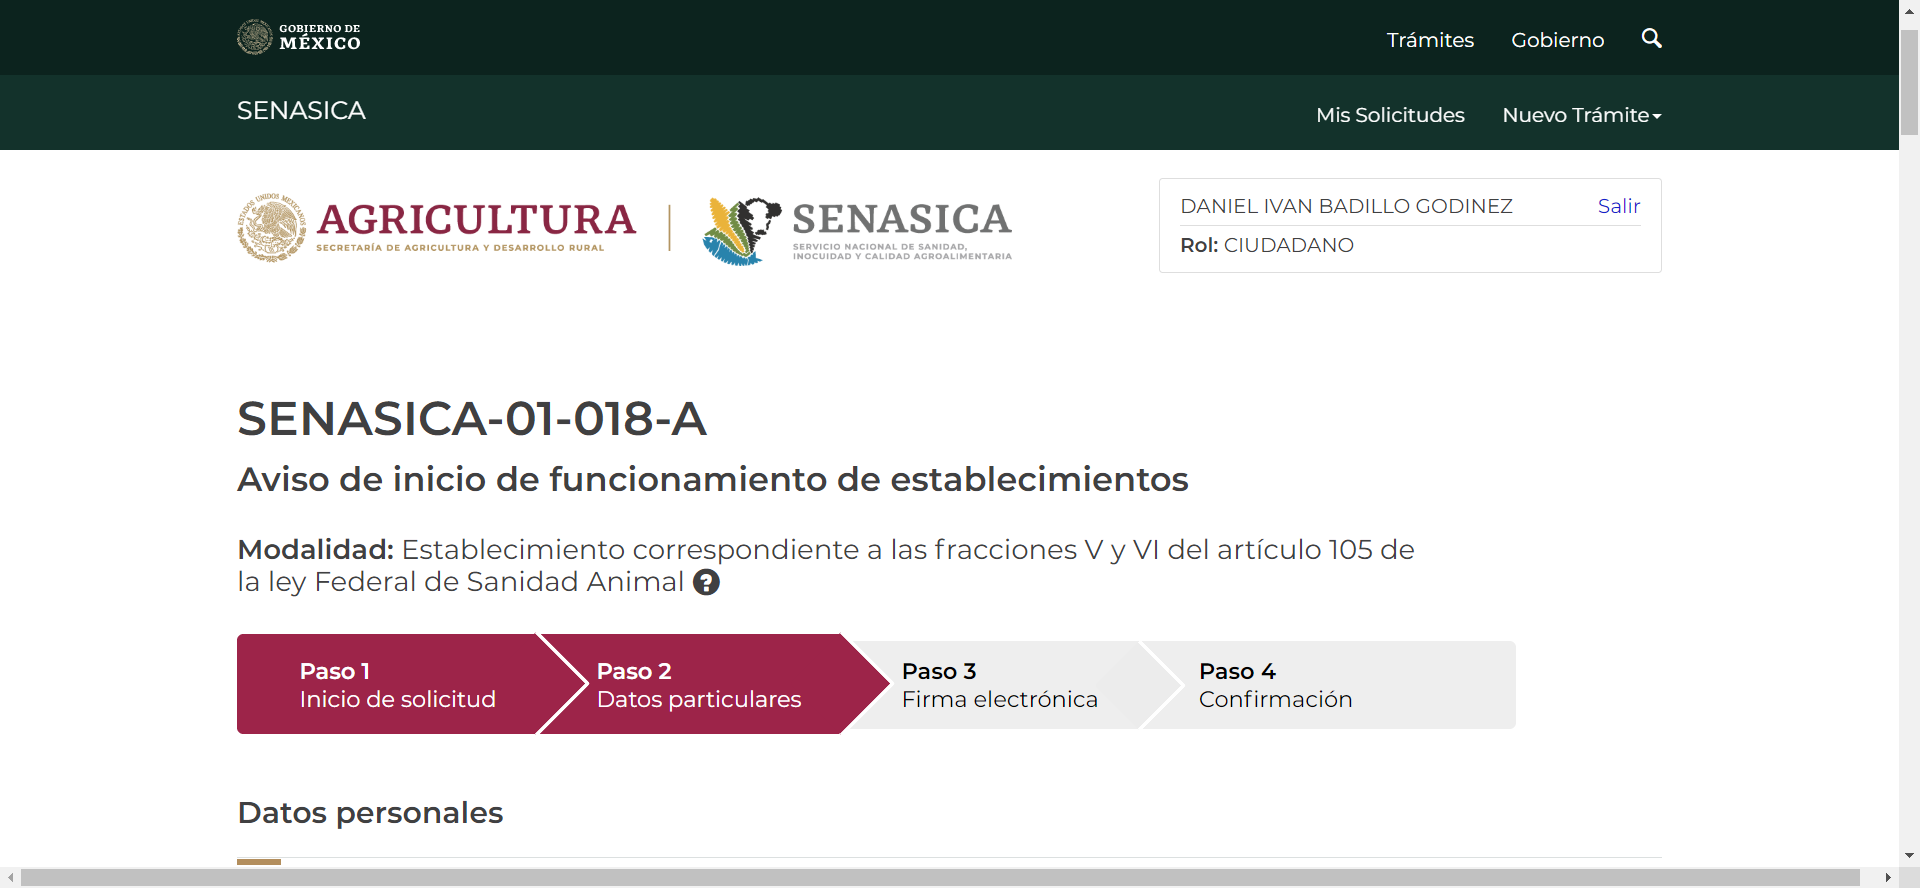 GOBIERNO DE
MÉXICO
Trámites
Gobierno
SENASICA
Mis Solicitudes
Nuevo Trámite
ESTADOS UNIDOS MEXICANOS
AGRICULTURA
SECRETARÍA DE AGRICULTURA Y DESARROLLO RURAL
SENASICA
SERVICIO NACIONAL DE SANIDAD,
INOCUIDAD Y CALIDAD AGROALIMENTARIA
DANIEL IVAN BADILLO GODINEZ
Salir
Rol: CIUDADANO
SENASICA-01-018-A
Aviso de inicio de funcionamiento de establecimientos
Modalidad: Establecimiento correspondiente a las fracciones V y VI del artículo 105 de
la ley Federal de Sanidad Animal ?
Paso 1
Inicio de solicitud
Paso 2
Datos particulares
Paso 3
Firma electrónica
Paso 4
Confirmación
Datos personales